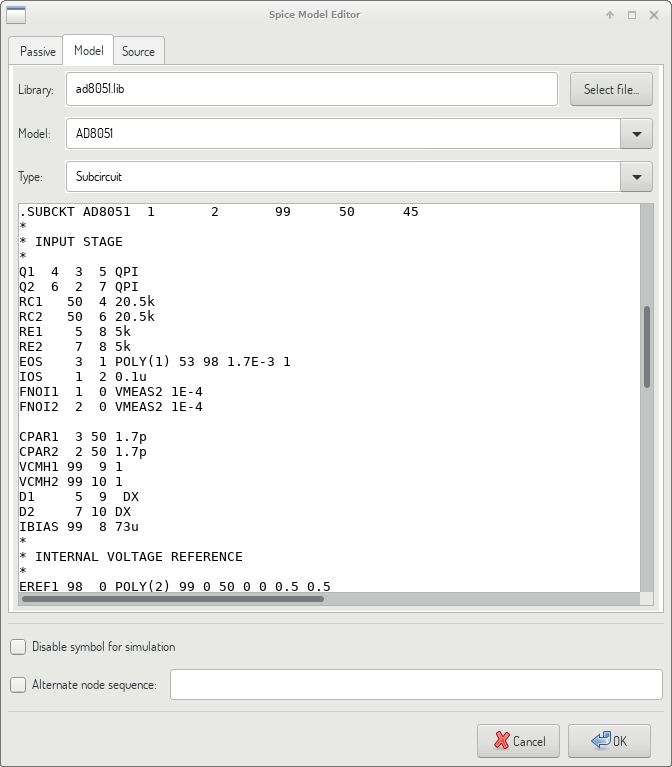 Spice Model Editor
Passive Model Source
Library: ad8051.lib Select file...
Model: AD8051
Type: Subcircuit
.SUBCKT AD8051  1       2       99      50      45
*
* INPUT STAGE
*
Q1  4  3  5 QPI
Q2  6  2  7 QPI
RC1   50  4 20.5k
RC2   50  6 20.5k
RE1    5  8 5k
RE2    7  8 5k
EOS    3  1 POLY(1) 53 98 1.7E-3 1
IOS    1  2 0.1u
FNOI1  1  0 VMEAS2 1E-4
FNOI2  2  0 VMEAS2 1E-4
CPAR1  3 50 1.7p
CPAR2  2 50 1.7p
VCMH1 99  9 1
VCMH2 99 10 1
D1     5  9  DX
D2     7 10 DX
IBIAS 99  8 73u
*
* INTERNAL VOLTAGE REFERENCE
*
EREF1 98  0 POLY(2) 99 0 50 0 0 0.5 0.5
Disable symbol for simulation
Alternate node sequence:
Cancel OK